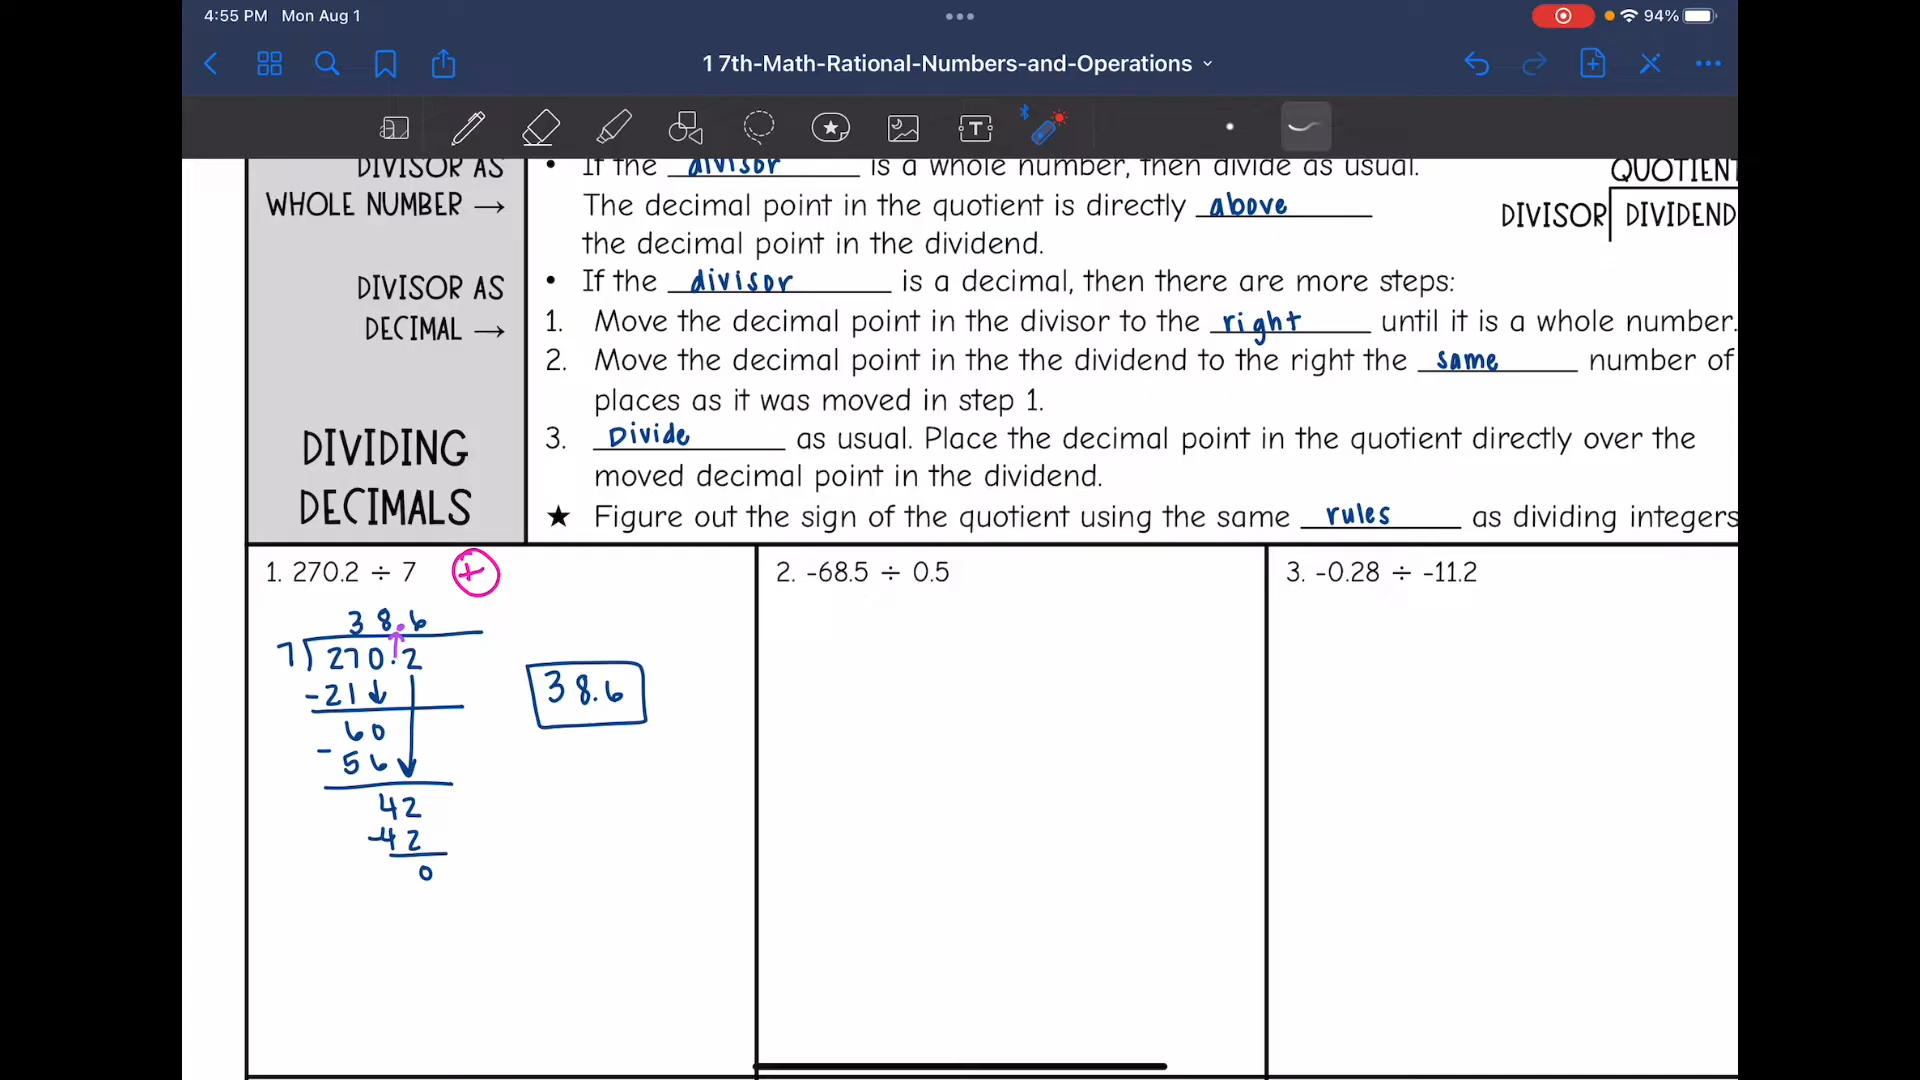 4:55 PM Mon Aug 1
94%
1 7th-Math-Rational-Numbers-and-Operations
T
DIVISOR AS
WHOLE NUMBER →
• If the divisor is a whole number, then divide as usual.
The decimal point in the quotient is directly above
the decimal point in the dividend.
QUOTIENT
DIVISOR DIVIDEND
DIVISOR AS
DECIMAL →
• If the divisor is a decimal, then there are more steps:
1. Move the decimal point in the divisor to the right until it is a whole number.
2. Move the decimal point in the the dividend to the right the same number of
places as it was moved in step 1.
3. Divide as usual. Place the decimal point in the quotient directly over the
moved decimal point in the dividend.
★ Figure out the sign of the quotient using the same rules as dividing integers
DIVIDING
DECIMALS
1. 270.2 ÷ 7 +
38.6
7 270.2
-21
60
- 56
42
-42
0
38.6
2. -68.5 ÷ 0.5
3. -0.28 ÷ -11.2